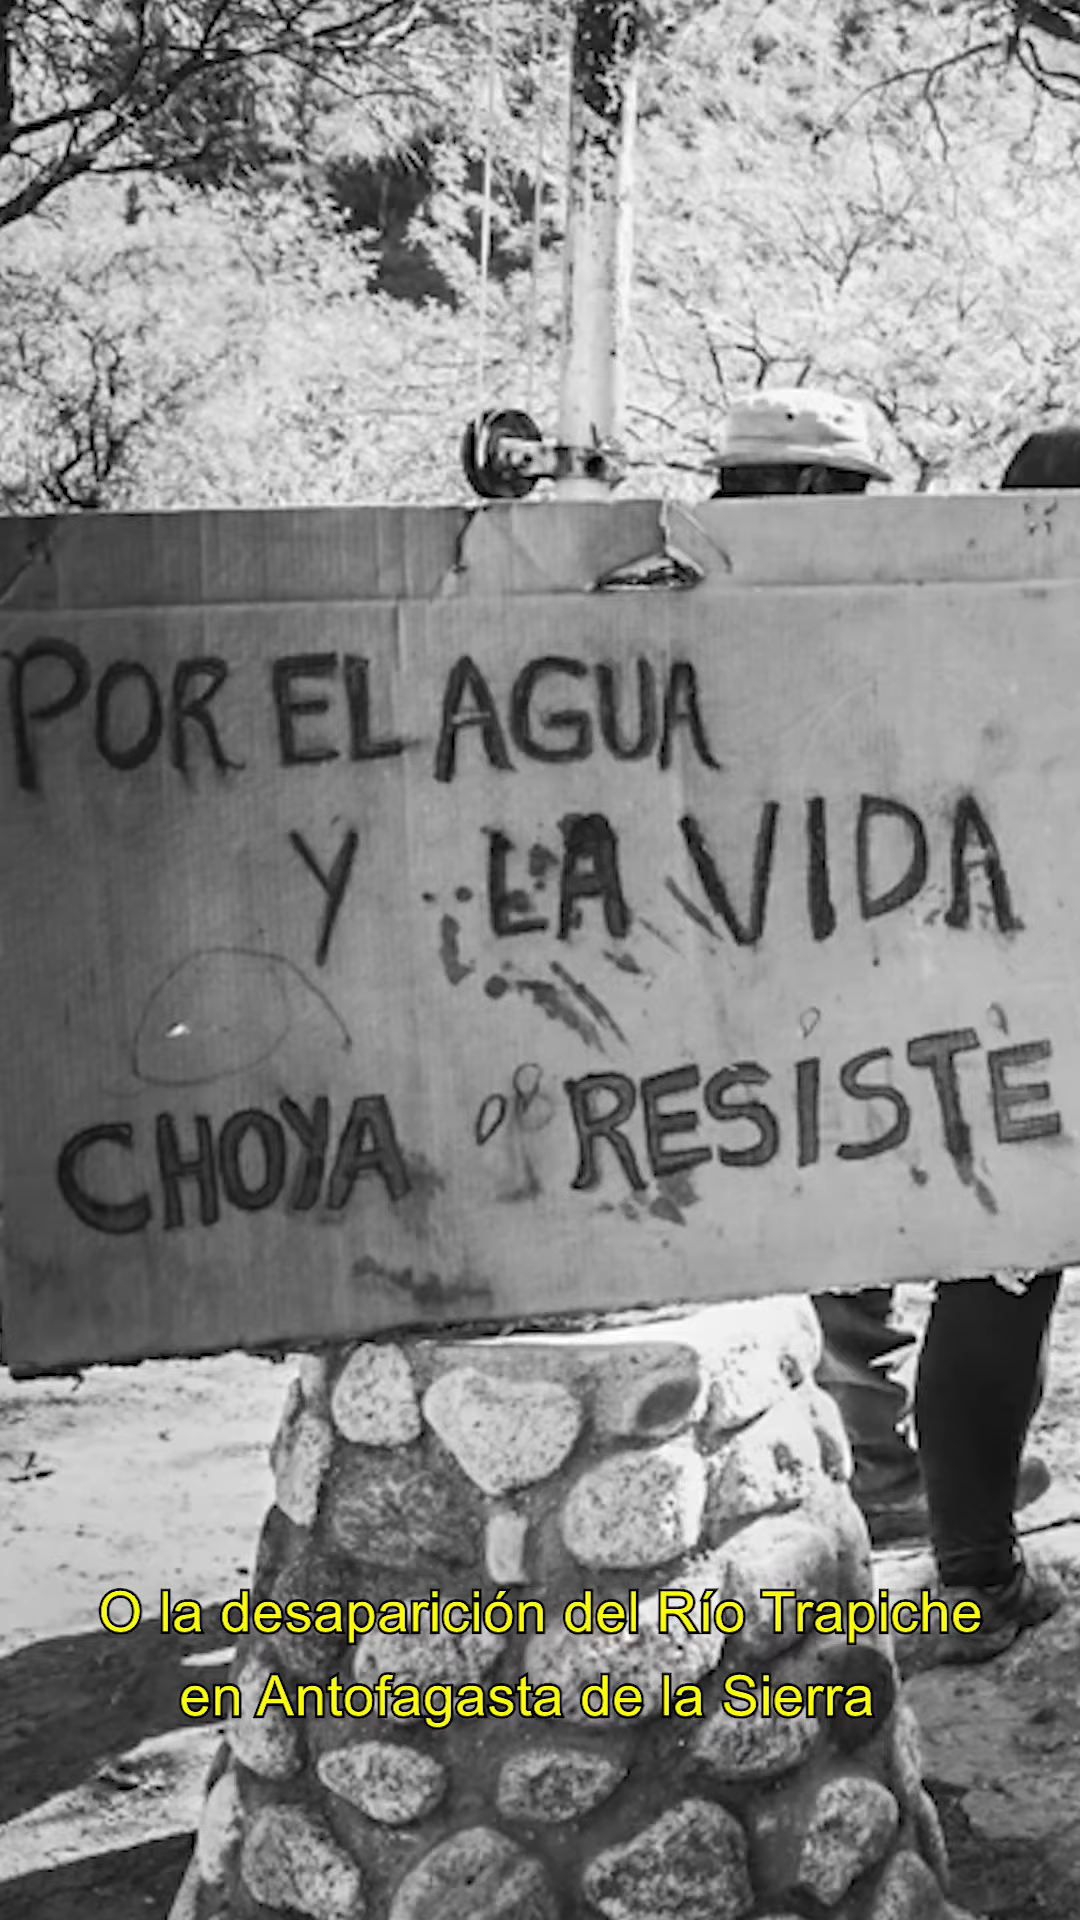 POR EL AGUA
Y LA VIDA
CHOYA RESISTE
O la desaparición del Río Trapiche
en Antofagasta de la Sierra